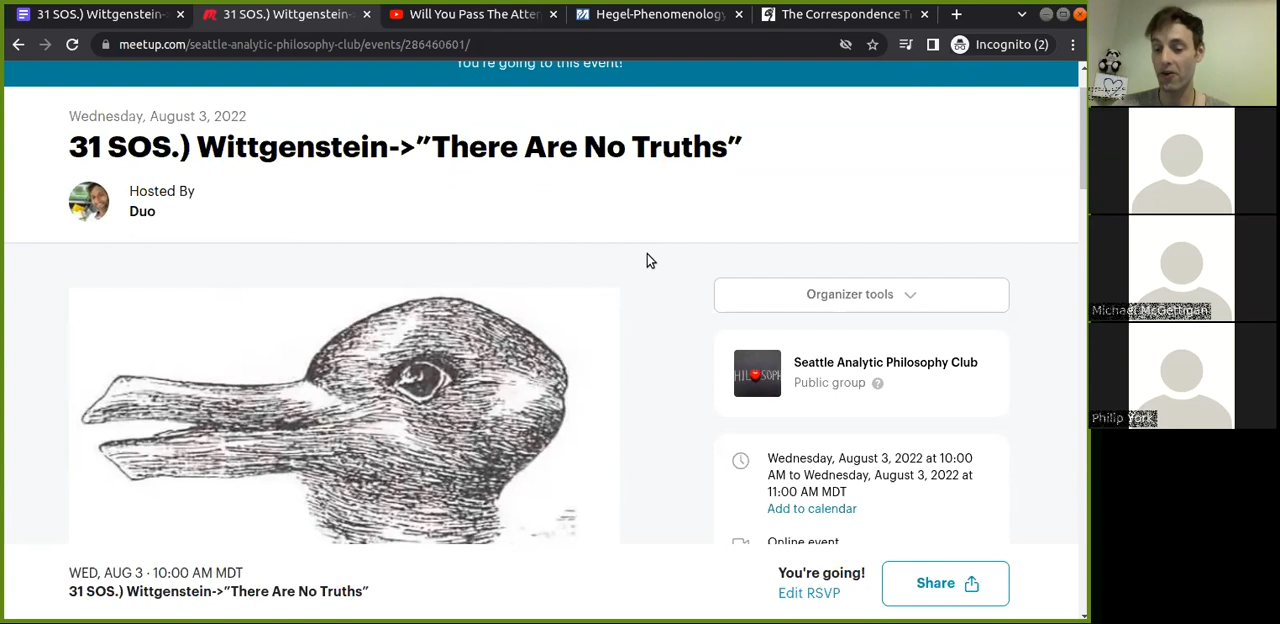 31 SOS.) Wittgenstein-
31 SOS.) Wittgenstein-
Will You Pass The Atte
Hegel-Phenomenology
The Correspondence T
meetup.com/seattle-analytic-philosophy-club/events/286460601/
Incognito (2)
You're going to this event!
Wednesday, August 3, 2022
31 SOS.) Wittgenstein->”There Are No Truths”
Hosted By
Duo
Organizer tools
Seattle Analytic Philosophy Club
Public group
Wednesday, August 3, 2022 at 10:00
AM to Wednesday, August 3, 2022 at
11:00 AM MDT
Add to calendar
Online event
WED, AUG 3 · 10:00 AM MDT
31 SOS.) Wittgenstein->”There Are No Truths”
You're going!
Edit RSVP
Share
Michael McGettigan
Philip York